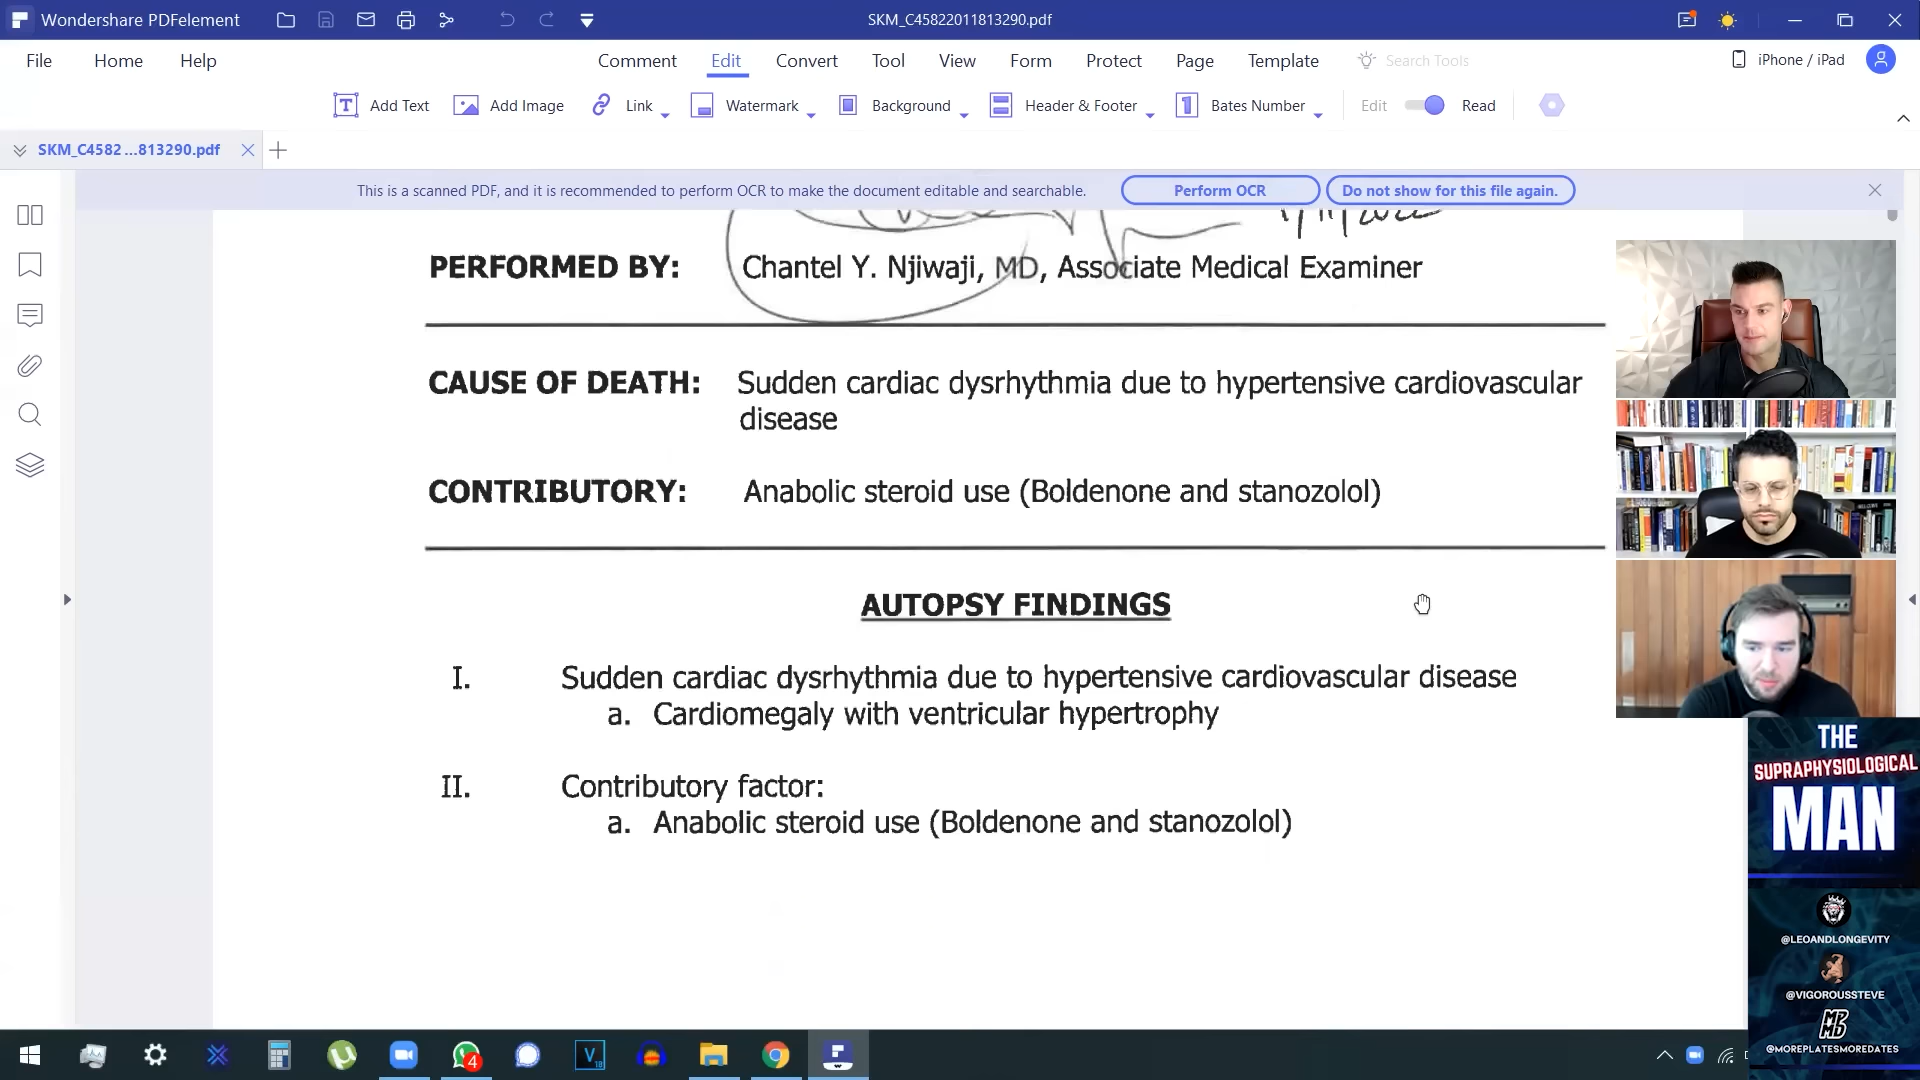 Wondershare PDFelement
SKM_C45822011813290.pdf
File Home Help Comment Edit Convert Tool View Form Protect Page Template Search Tools iPhone / iPad
Add Text Add Image Link Watermark Background Header & Footer Bates Number Edit Read
SKM_C4582 ...813290.pdf
This is a scanned PDF, and it is recommended to perform OCR to make the document editable and searchable. Perform OCR Do not show for this file again.
PERFORMED BY: Chantel Y. Njiwaji, MD, Associate Medical Examiner
CAUSE OF DEATH: Sudden cardiac dysrhythmia due to hypertensive cardiovascular
disease
CONTRIBUTORY: Anabolic steroid use (Boldenone and stanozolol)
AUTOPSY FINDINGS
I. Sudden cardiac dysrhythmia due to hypertensive cardiovascular disease
a. Cardiomegaly with ventricular hypertrophy
II. Contributory factor:
a. Anabolic steroid use (Boldenone and stanozolol)
THE
SUPRAPHYSIOLOGICAL
MAN
@LEOANDLONGEVITY
@VIGOROUSSTEVE
MPMD
@MOREPLATESMOREDATES
4